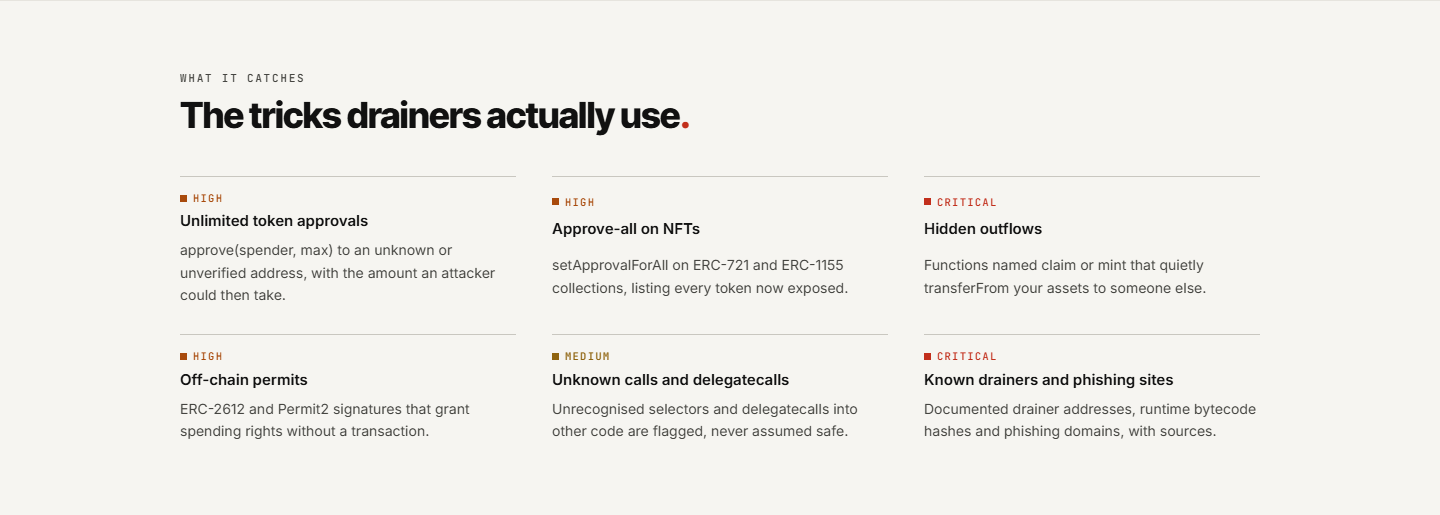 WHAT IT CATCHES
The tricks drainers actually use.
HIGH
Unlimited token approvals
approve(spender, max) to an unknown or
unverified address, with the amount an attacker
could then take.
HIGH
Approve-all on NFTs
setApprovalForAll on ERC-721 and ERC-1155
collections, listing every token now exposed.
CRITICAL
Hidden outflows
Functions named claim or mint that quietly
transferFrom your assets to someone else.
HIGH
Off-chain permits
ERC-2612 and Permit2 signatures that grant
spending rights without a transaction.
MEDIUM
Unknown calls and delegatecalls
Unrecognised selectors and delegatecalls into
other code are flagged, never assumed safe.
CRITICAL
Known drainers and phishing sites
Documented drainer addresses, runtime bytecode
hashes and phishing domains, with sources.